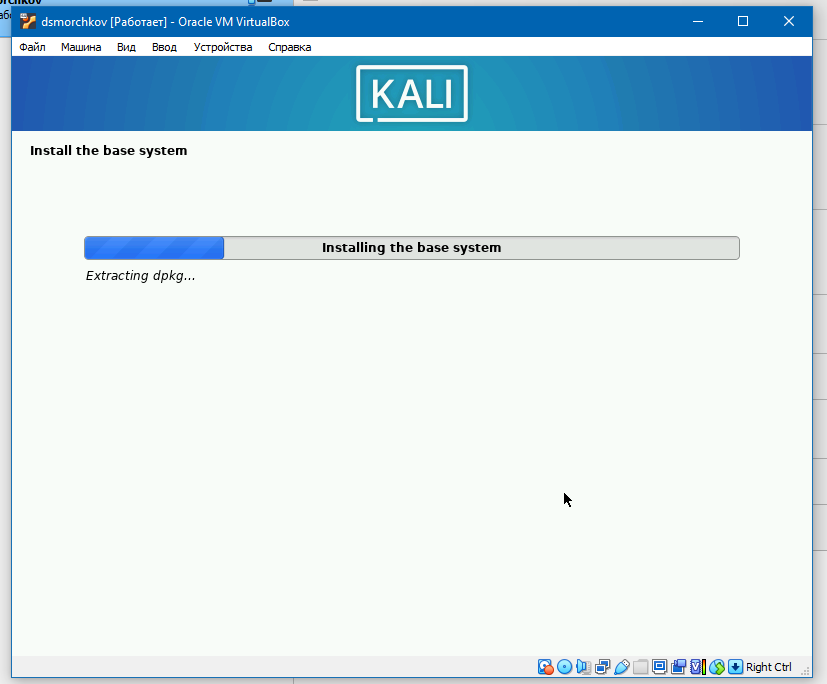 dsmorchkov [Работает] - Oracle VM VirtualBox
Файл Машина Вид Ввод Устройства Справка
KALI
Install the base system
Installing the base system
Extracting dpkg...
Right Ctrl